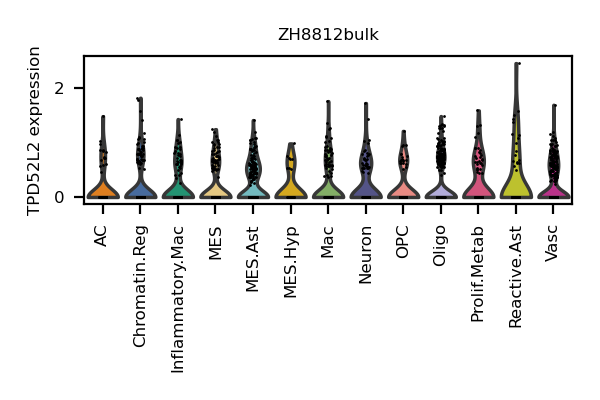 ZH8812bulk
TPD52L2 expression
2
0
AC
Chromatin.Reg
Inflammatory.Mac
MES
MES.Ast
MES.Hyp
Mac
Neuron
OPC
Oligo
Prolif.Metab
Reactive.Ast
Vasc